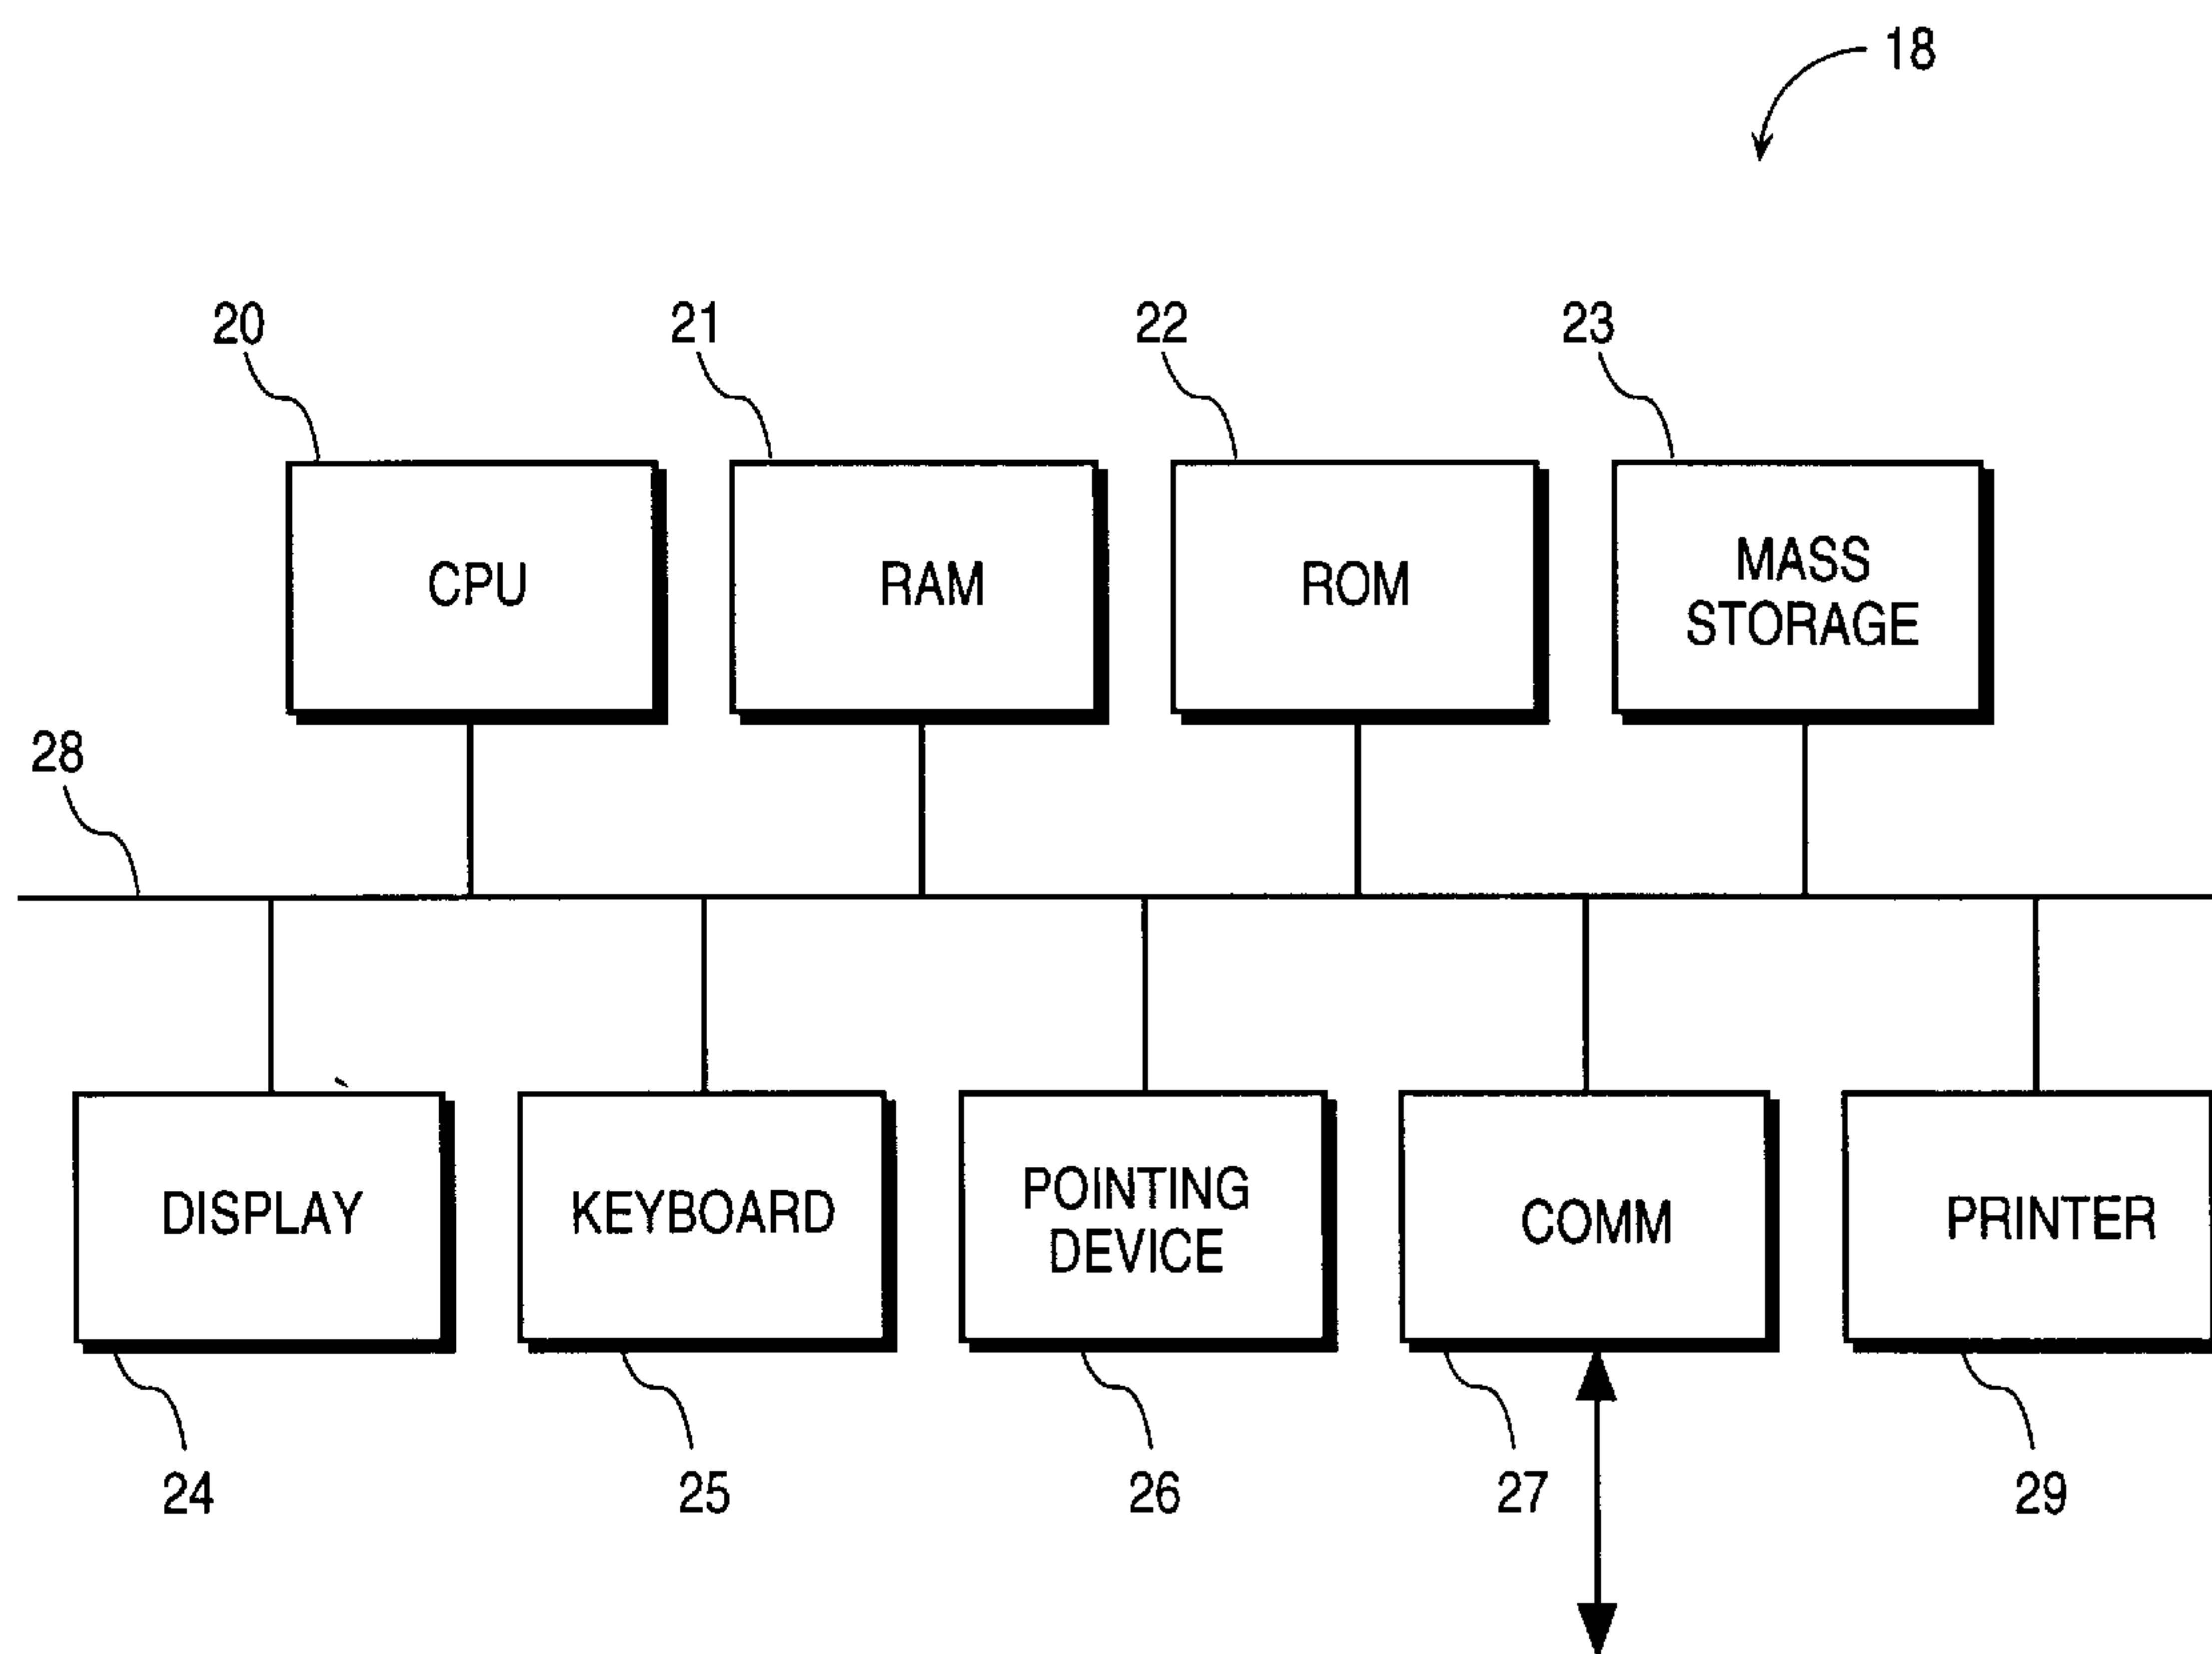 18
20
21
22
23
CPU
RAM
ROM
MASS
STORAGE
28
DISPLAY
KEYBOARD
POINTING
DEVICE
COMM
PRINTER
24
25
26
27
29